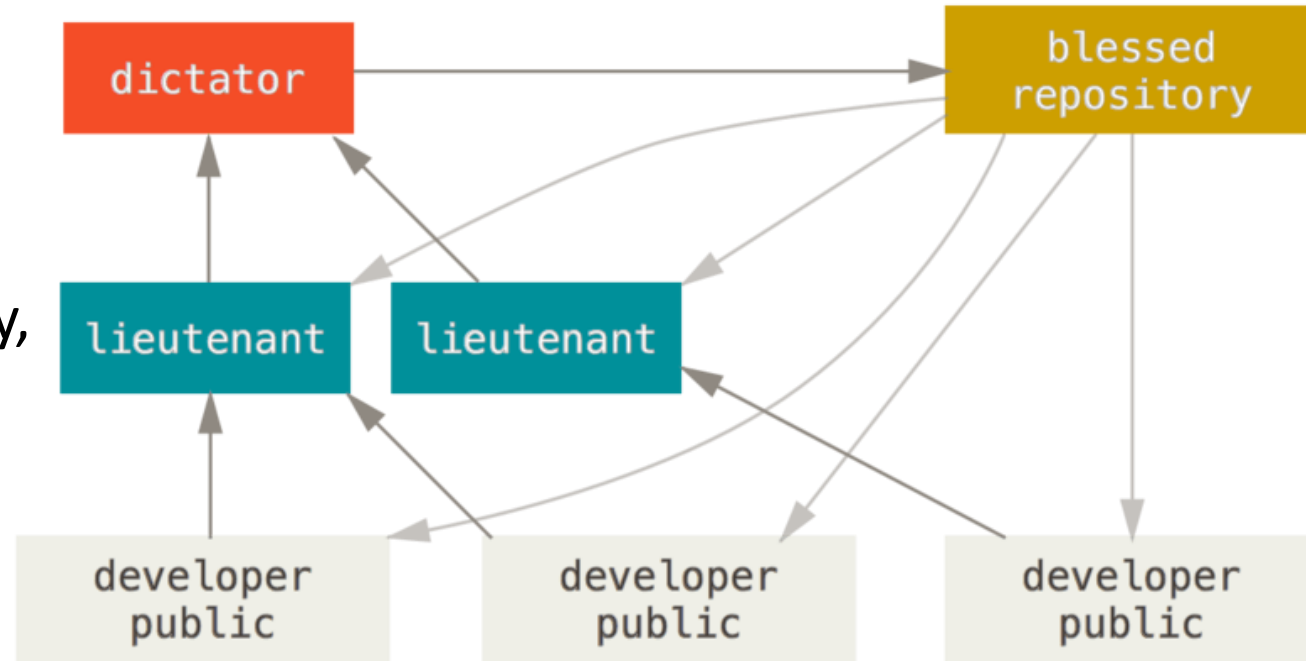 dictator
blessed
repository
y,
lieutenant
lieutenant
developer
public
developer
public
developer
public